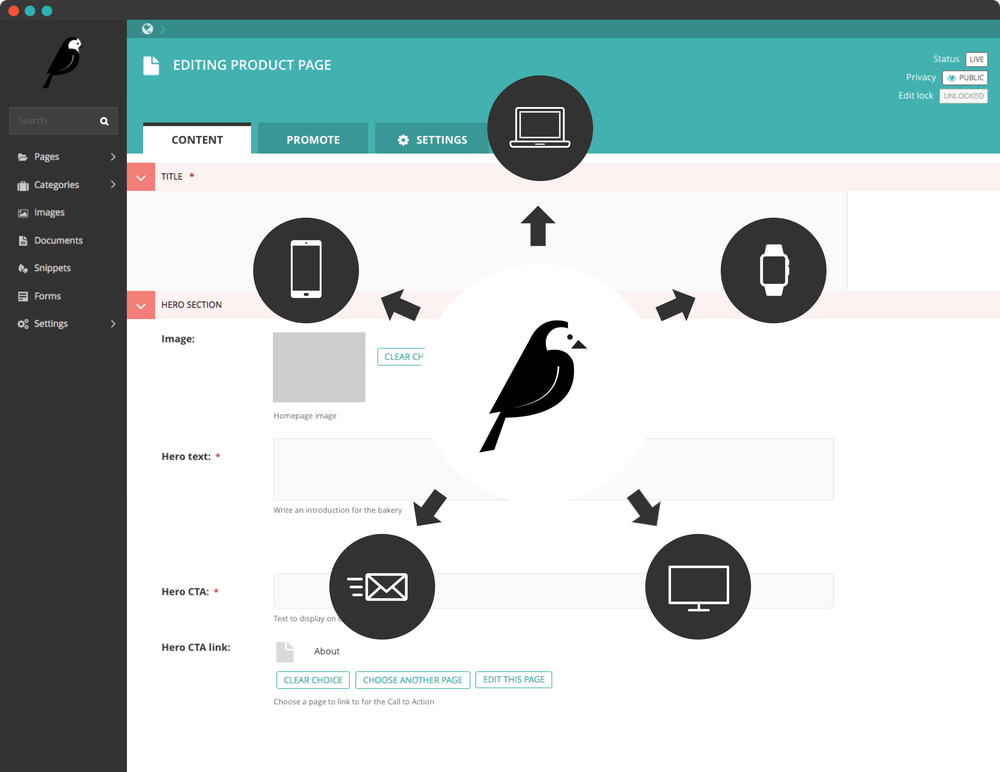 EDITING PRODUCT PAGE
Status LIVE
Privacy PUBLIC
Edit lock UNLOCKED
Search
Pages
Categories
Images
Documents
Snippets
Forms
Settings
CONTENT PROMOTE SETTINGS
TITLE *
HERO SECTION
Image:
CLEAR CH
Homepage image
Hero text: *
Write an introduction for the bakery
Hero CTA: *
Text to display on
Hero CTA link:
About
CLEAR CHOICE CHOOSE ANOTHER PAGE EDIT THIS PAGE
Choose a page to link to for the Call to Action